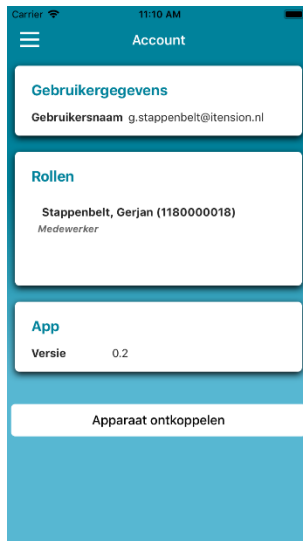 Carrier 11:10 AM
Account
Gebruikergegevens
Gebruikersnaam g.stappenbelt@itension.nl
Rollen
Stappenbelt, Gerjan (1180000018)
Medewerker
App
Versie 0.2
Apparaat ontkoppelen